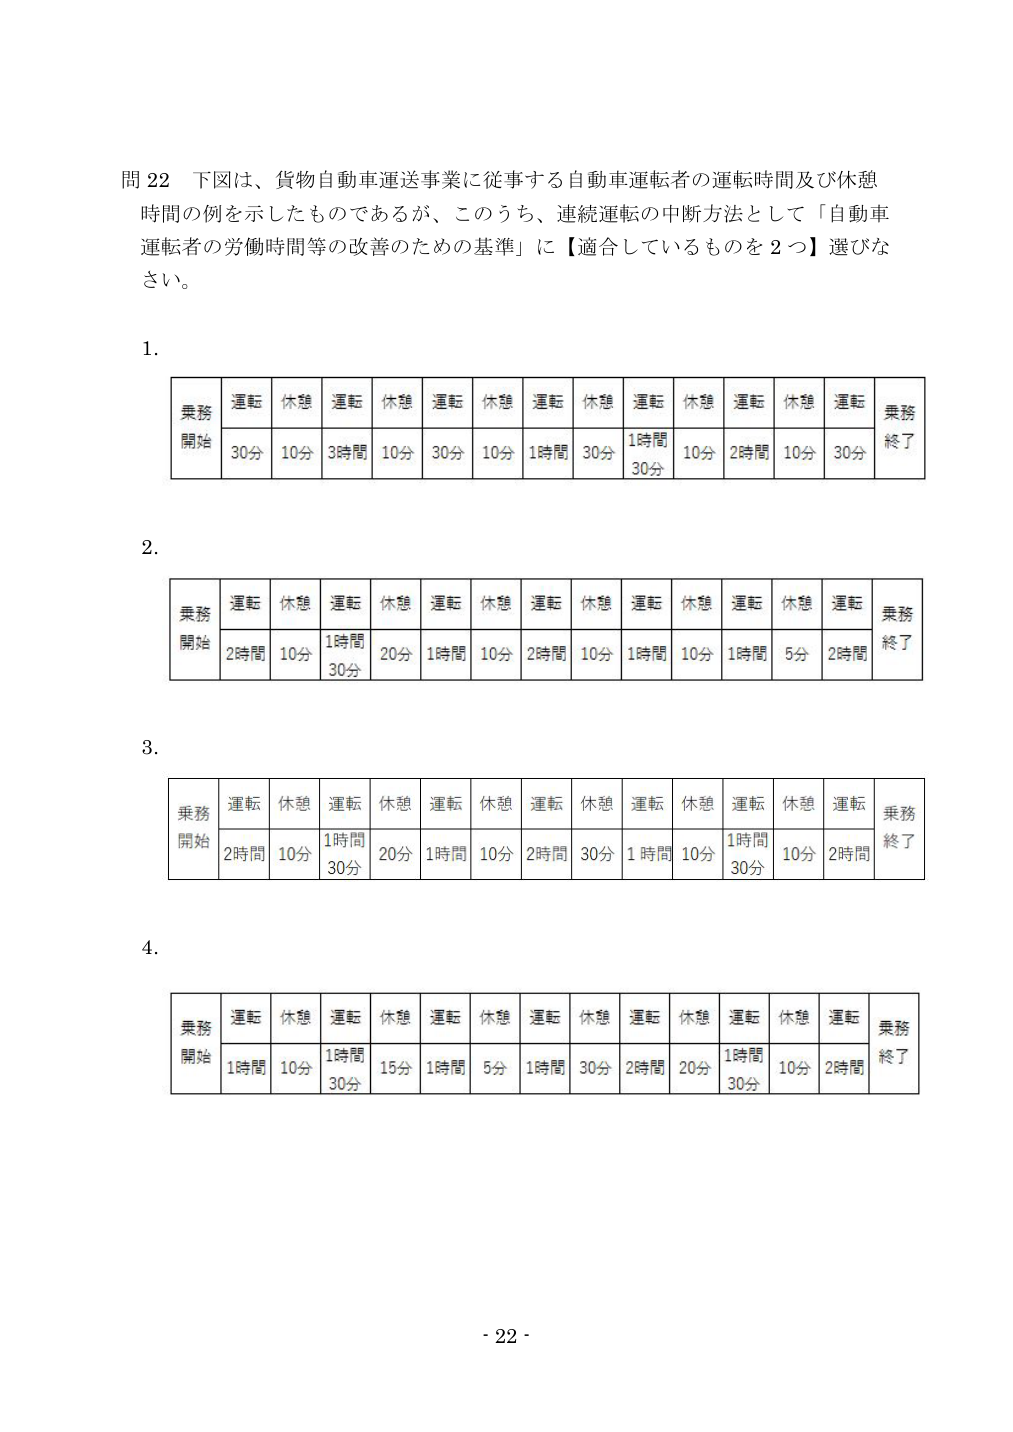 問 22　下図は、貨物自動車運送事業に従事する自動車運転者の運転時間及び休憩
時間の例を示したものであるが、このうち、連続運転の中断方法として「自動車
運転者の労働時間等の改善のための基準」に【適合しているものを 2 つ】選びな
さい。
1.
乗務開始 運転 休憩 運転 休憩 運転 休憩 運転 休憩 運転 休憩 運転 休憩 運転 乗務終了
30分 10分 3時間 10分 30分 10分 1時間 30分 1時間30分 10分 2時間 10分 30分
2.
乗務開始 運転 休憩 運転 休憩 運転 休憩 運転 休憩 運転 休憩 運転 休憩 運転 乗務終了
2時間 10分 1時間30分 20分 1時間 10分 2時間 10分 1時間 10分 1時間 5分 2時間
3.
乗務開始 運転 休憩 運転 休憩 運転 休憩 運転 休憩 運転 休憩 運転 休憩 運転 乗務終了
2時間 10分 1時間30分 20分 1時間 10分 2時間 30分 1 時間 10分 1時間30分 10分 2時間
4.
乗務開始 運転 休憩 運転 休憩 運転 休憩 運転 休憩 運転 休憩 運転 休憩 運転 乗務終了
1時間 10分 1時間30分 15分 1時間 5分 1時間 30分 2時間 20分 1時間30分 10分 2時間
- 22 -